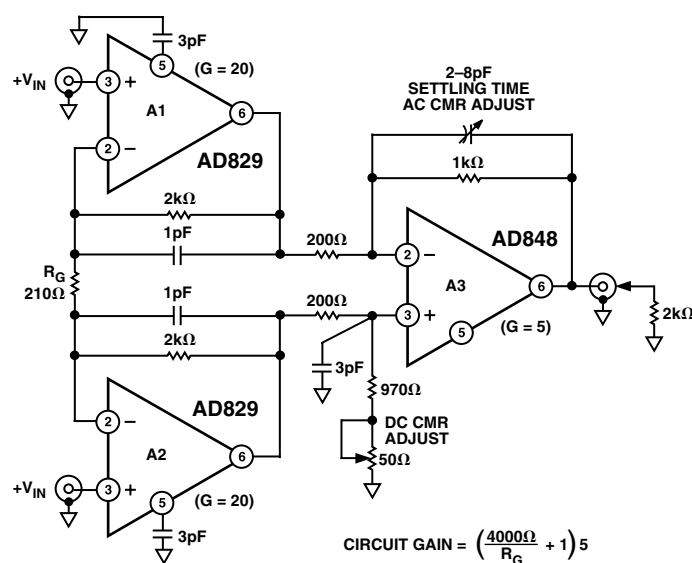 3pF
5
(G = 20)
+VIN
3
+
A1
6
2
−
AD829
2kΩ
1pF
RG
210Ω
1pF
2kΩ
AD829
2
−
A2
6
+VIN
3
+
5
(G = 20)
3pF
2–8pF
SETTLING TIME
AC CMR ADJUST
1kΩ
AD848
200Ω
2
−
A3
6
200Ω
3
+
5
(G = 5)
2kΩ
3pF
970Ω
DC CMR
ADJUST
50Ω
CIRCUIT GAIN = (4000Ω/RG + 1) 5